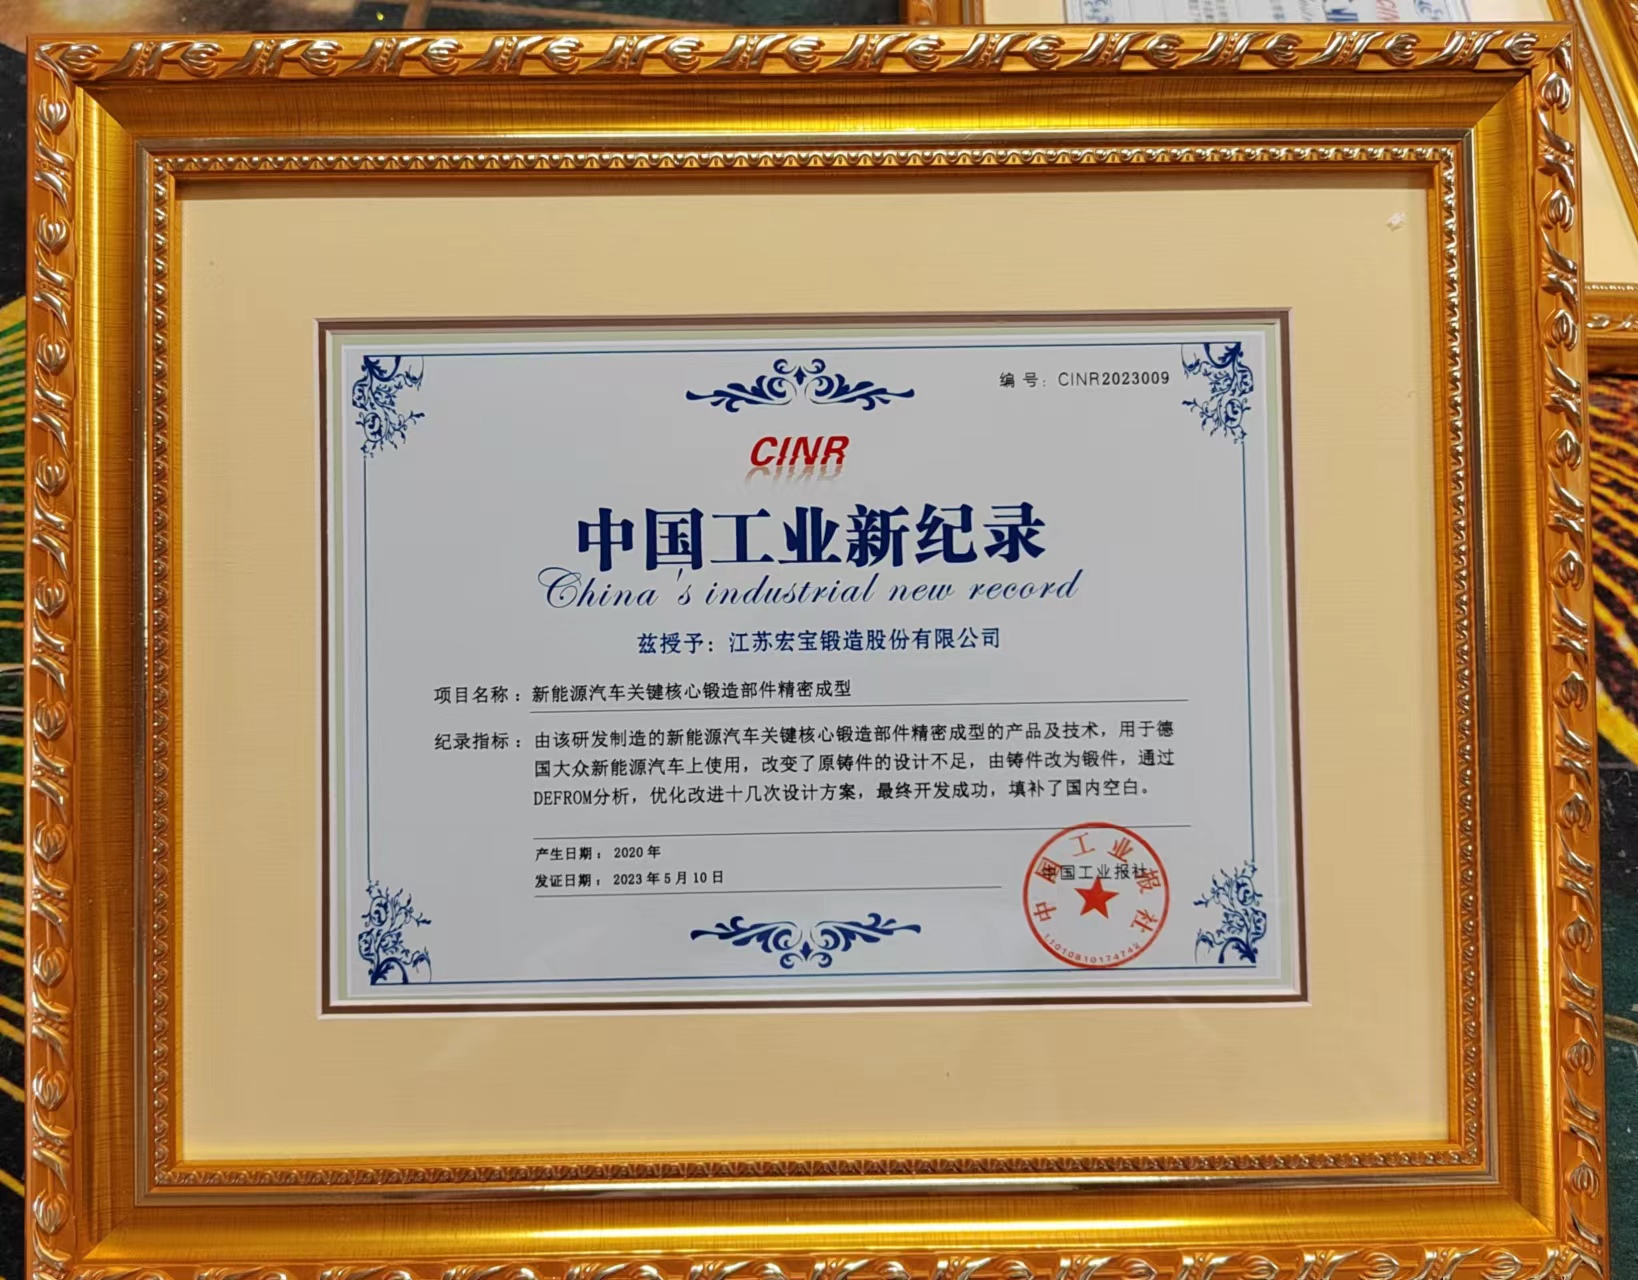 编 号：CINR2023009
CINR
中国工业新纪录
China's industrial new record
兹授予：江苏宏宝锻造股份有限公司
项目名称：新能源汽车关键核心锻造部件精密成型
纪录指标：由该研发制造的新能源汽车关键核心锻造部件精密成型的产品及技术，用于德
国大众新能源汽车上使用，改变了原铸件的设计不足，由铸件改为锻件，通过
DEFROM分析，优化改进十几次设计方案，最终开发成功，填补了国内空白。
产生日期：2020年
发证日期：2023年5月10日
中国工业报社
中国工业报社